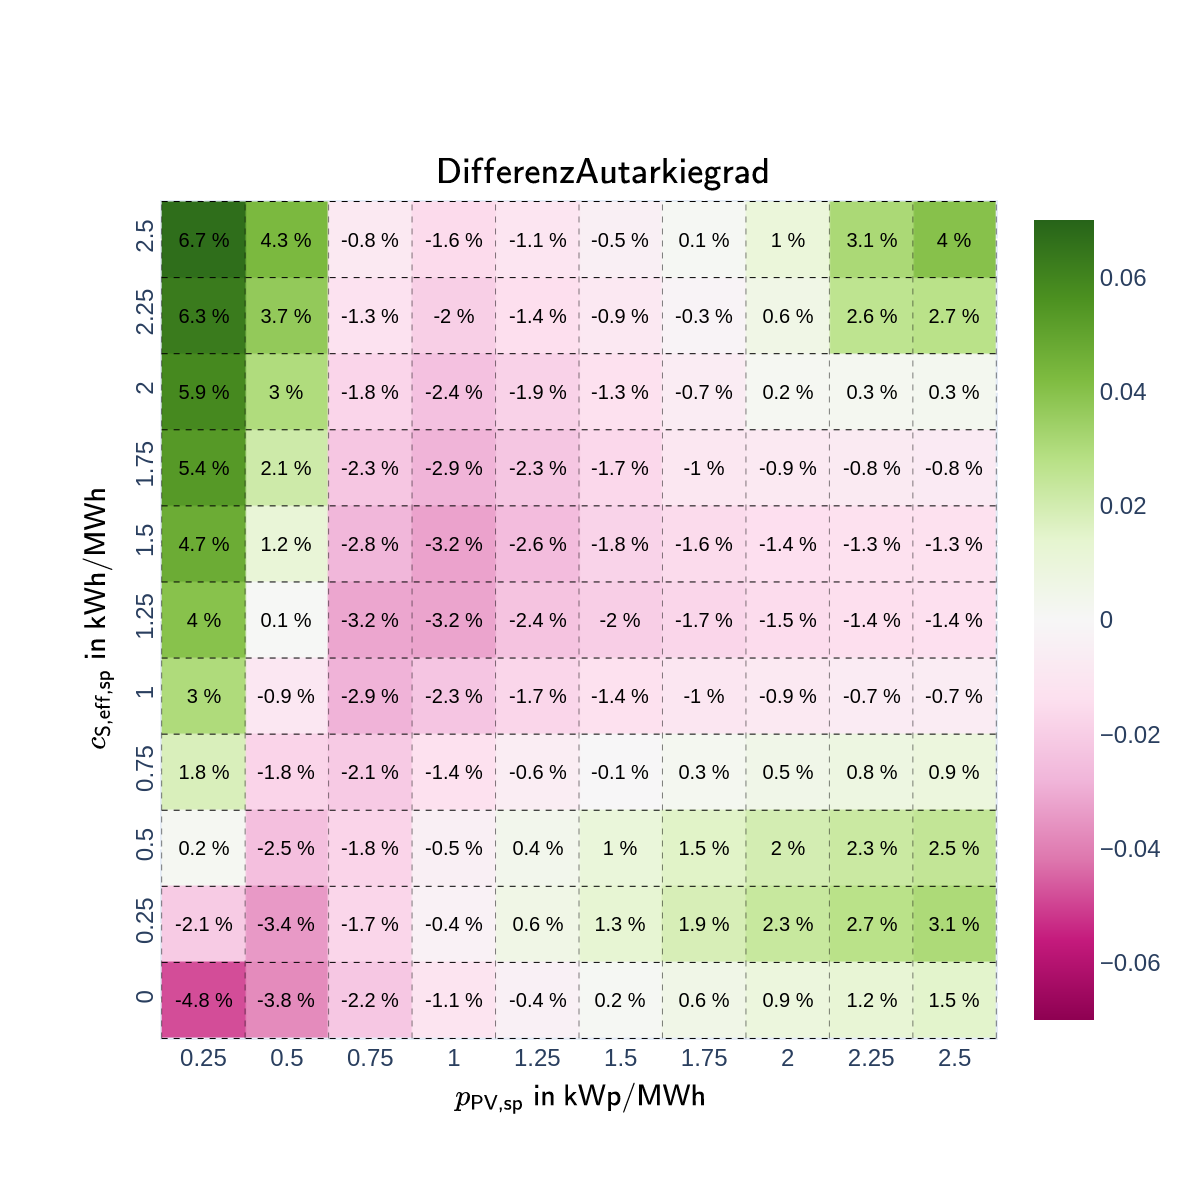 DifferenzAutarkiegrad
2.5 6.7 % 4.3 % -0.8 % -1.6 % -1.1 % -0.5 % 0.1 % 1 % 3.1 % 4 %
2.25 6.3 % 3.7 % -1.3 % -2 % -1.4 % -0.9 % -0.3 % 0.6 % 2.6 % 2.7 %
2 5.9 % 3 % -1.8 % -2.4 % -1.9 % -1.3 % -0.7 % 0.2 % 0.3 % 0.3 %
1.75 5.4 % 2.1 % -2.3 % -2.9 % -2.3 % -1.7 % -1 % -0.9 % -0.8 % -0.8 %
1.5 4.7 % 1.2 % -2.8 % -3.2 % -2.6 % -1.8 % -1.6 % -1.4 % -1.3 % -1.3 %
1.25 4 % 0.1 % -3.2 % -3.2 % -2.4 % -2 % -1.7 % -1.5 % -1.4 % -1.4 %
1 3 % -0.9 % -2.9 % -2.3 % -1.7 % -1.4 % -1 % -0.9 % -0.7 % -0.7 %
0.75 1.8 % -1.8 % -2.1 % -1.4 % -0.6 % -0.1 % 0.3 % 0.5 % 0.8 % 0.9 %
0.5 0.2 % -2.5 % -1.8 % -0.5 % 0.4 % 1 % 1.5 % 2 % 2.3 % 2.5 %
0.25 -2.1 % -3.4 % -1.7 % -0.4 % 0.6 % 1.3 % 1.9 % 2.3 % 2.7 % 3.1 %
0 -4.8 % -3.8 % -2.2 % -1.1 % -0.4 % 0.2 % 0.6 % 0.9 % 1.2 % 1.5 %
0.25 0.5 0.75 1 1.25 1.5 1.75 2 2.25 2.5
p_PV,sp in kWp/MWh
c_S,eff,sp in kWh/MWh
0.06
0.04
0.02
0
−0.02
−0.04
−0.06